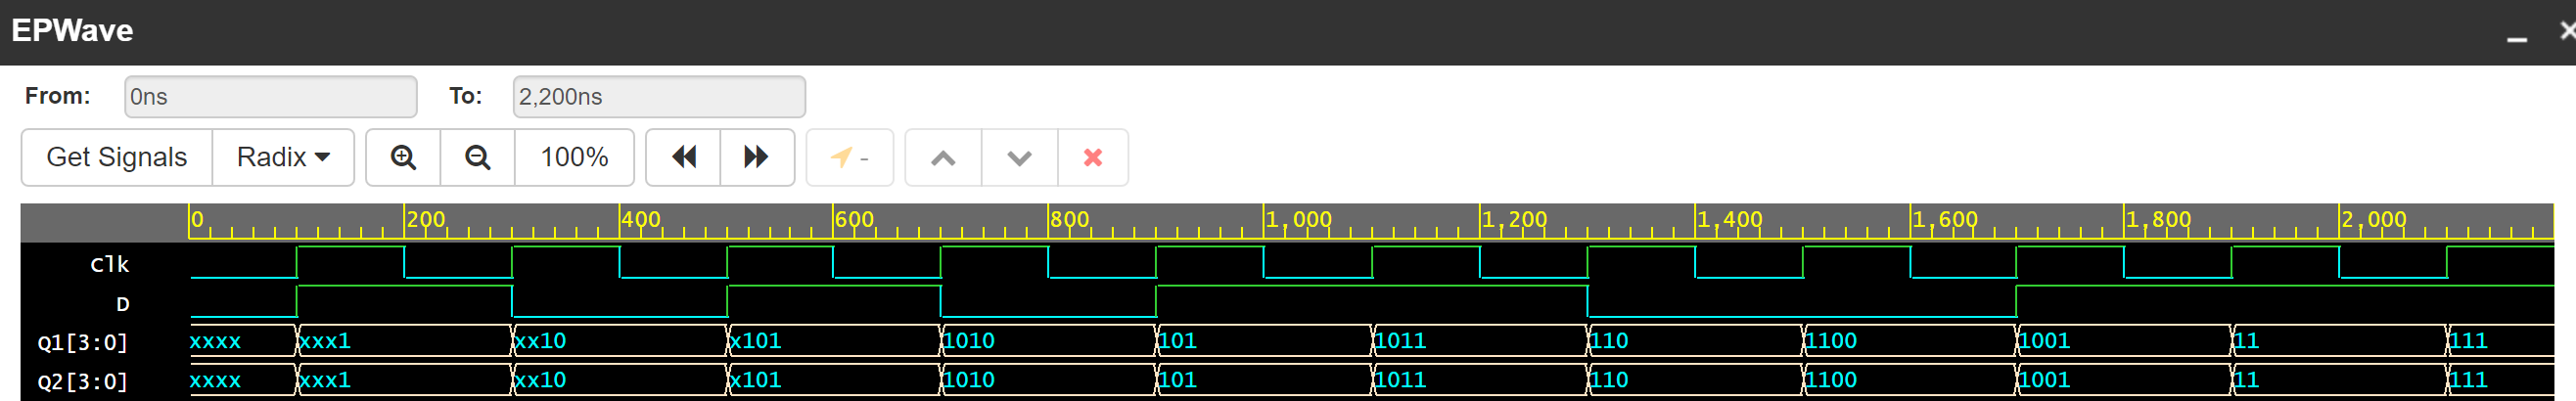 EPWave
From: 0ns To: 2,200ns
Get Signals Radix 100% -
0 200 400 600 800 1,000 1,200 1,400 1,600 1,800 2,000
Clk
D
Q1[3:0] xxxx xxx1 xx10 x101 1010 101 1011 110 1100 1001 11 111
Q2[3:0] xxxx xxx1 xx10 x101 1010 101 1011 110 1100 1001 11 111